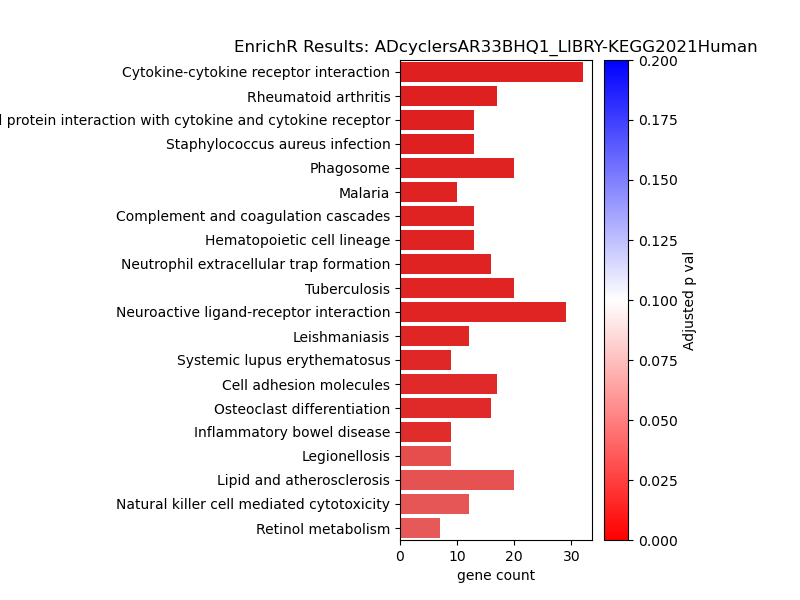 EnrichR Results: ADcyclersAR33BHQ1_LIBRY-KEGG2021Human
Cytokine-cytokine receptor interaction
Rheumatoid arthritis
protein interaction with cytokine and cytokine receptor
Staphylococcus aureus infection
Phagosome
Malaria
Complement and coagulation cascades
Hematopoietic cell lineage
Neutrophil extracellular trap formation
Tuberculosis
Neuroactive ligand-receptor interaction
Leishmaniasis
Systemic lupus erythematosus
Cell adhesion molecules
Osteoclast differentiation
Inflammatory bowel disease
Legionellosis
Lipid and atherosclerosis
Natural killer cell mediated cytotoxicity
Retinol metabolism
0 10 20 30
gene count
0.200
0.175
0.150
0.125
0.100
0.075
0.050
0.025
0.000
Adjusted p val